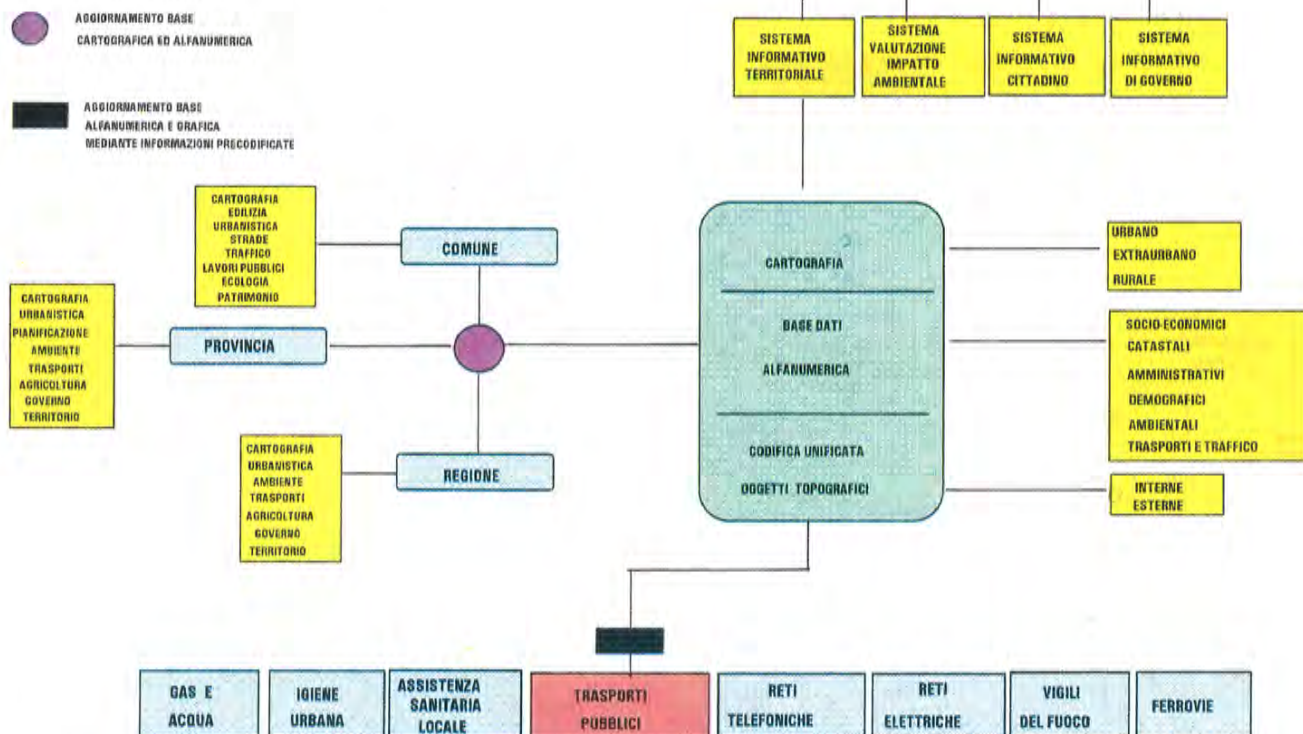 AGGIORNAMENTO BASE
CARTOGRAFICA ED ALFANUMERICA
AGGIORNAMENTO BASE
ALFANUMERICA E GRAFICA
MEDIANTE INFORMAZIONI PRECODIFICATE
SISTEMA
INFORMATIVO
TERRITORIALE
SISTEMA
VALUTAZIONE
IMPATTO
AMBIENTALE
SISTEMA
INFORMATIVO
CITTADINO
SISTEMA
INFORMATIVO
DI GOVERNO
CARTOGRAFIA
EDILIZIA
URBANISTICA
STRADE
TRAFFICO
LAVORI PUBBLICI
ECOLOGIA
PATRIMONIO
COMUNE
CARTOGRAFIA
URBANISTICA
PIANIFICAZIONE
AMBIENTE
TRASPORTI
AGRICOLTURA
GOVERNO
TERRITORIO
PROVINCIA
CARTOGRAFIA
URBANISTICA
AMBIENTE
TRASPORTI
AGRICOLTURA
GOVERNO
TERRITORIO
REGIONE
CARTOGRAFIA
BASE DATI
ALFANUMERICA
CODIFICA UNIFICATA
OGGETTI TOPOGRAFICI
URBANO
EXTRAURBANO
RURALE
SOCIO-ECONOMICI
CATASTALI
AMMINISTRATIVI
DEMOGRAFICI
AMBIENTALI
TRASPORTI E TRAFFICO
INTERNE
ESTERNE
GAS E
ACQUA
IGIENE
URBANA
ASSISTENZA
SANITARIA
LOCALE
TRASPORTI
PUBBLICI
RETI
TELEFONICHE
RETI
ELETTRICHE
VIGILI
DEL FUOCO
FERROVIE